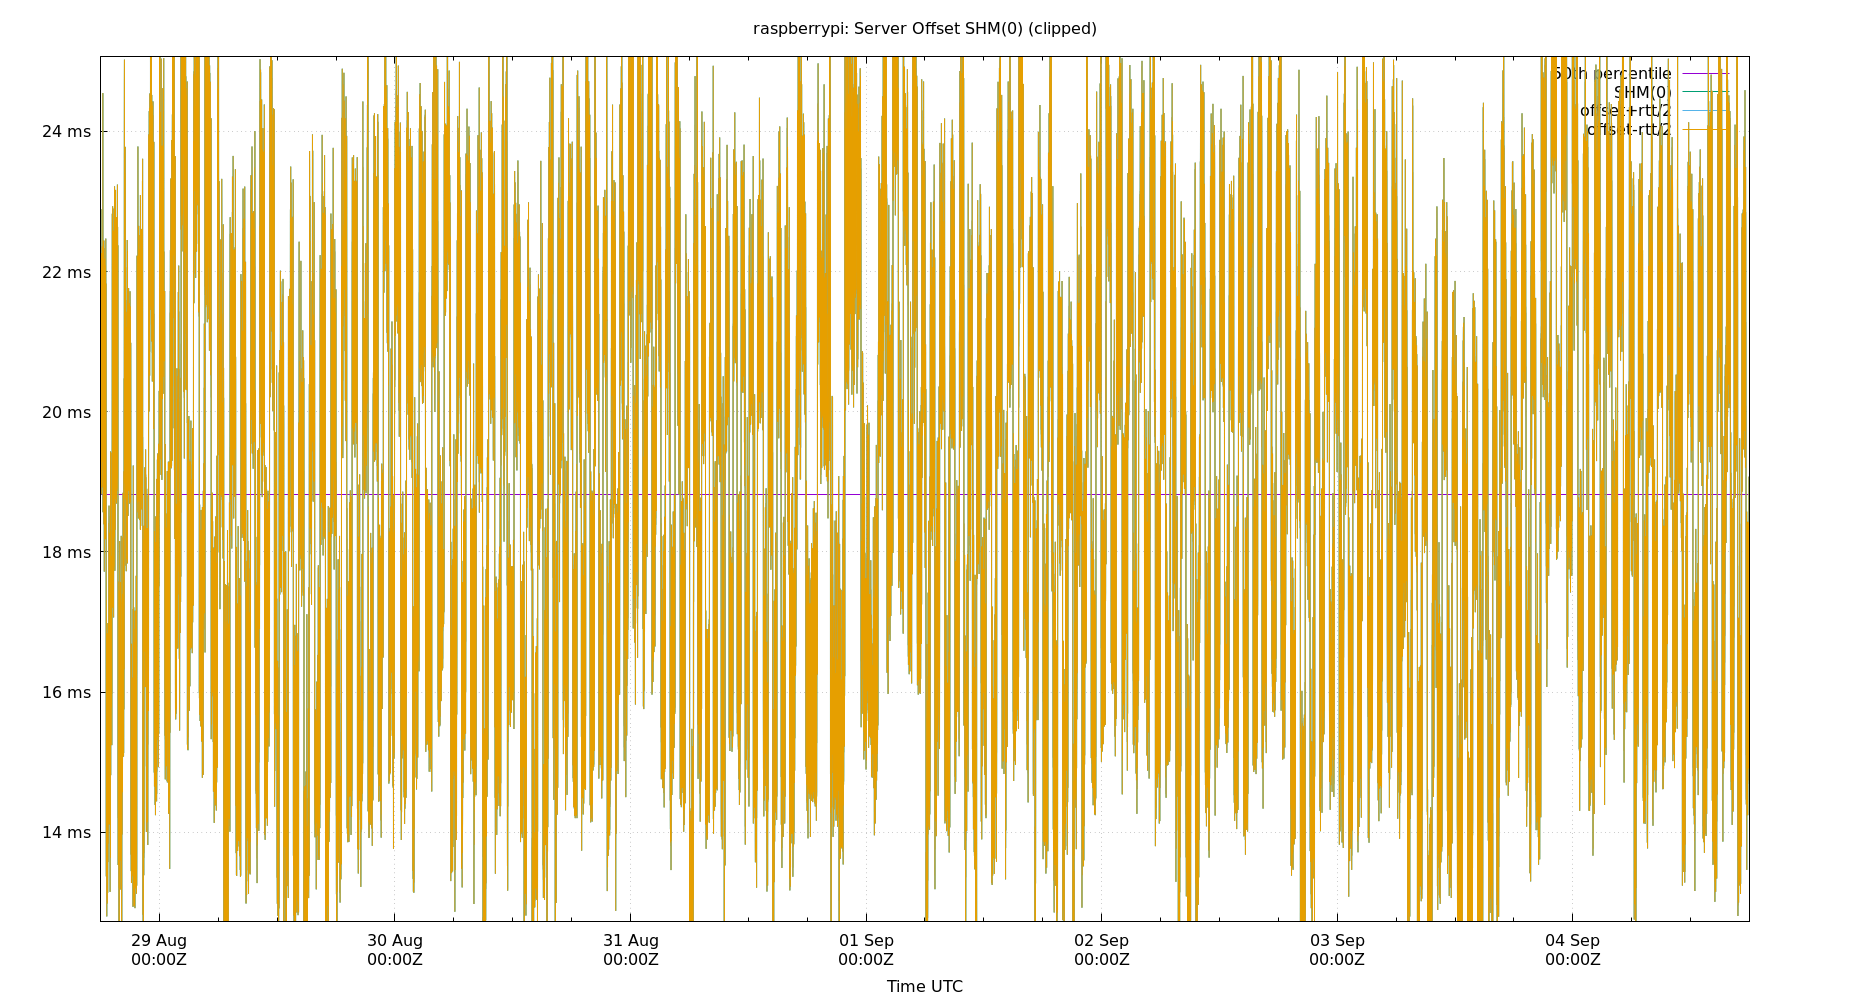 raspberrypi: Server Offset SHM(0) (clipped)
50th percentile
SHM(0)
offset+rtt/2
offset-rtt/2
24 ms
22 ms
20 ms
18 ms
16 ms
14 ms
29 Aug 30 Aug 31 Aug 01 Sep 02 Sep 03 Sep 04 Sep
00:00Z 00:00Z 00:00Z 00:00Z 00:00Z 00:00Z 00:00Z
Time UTC